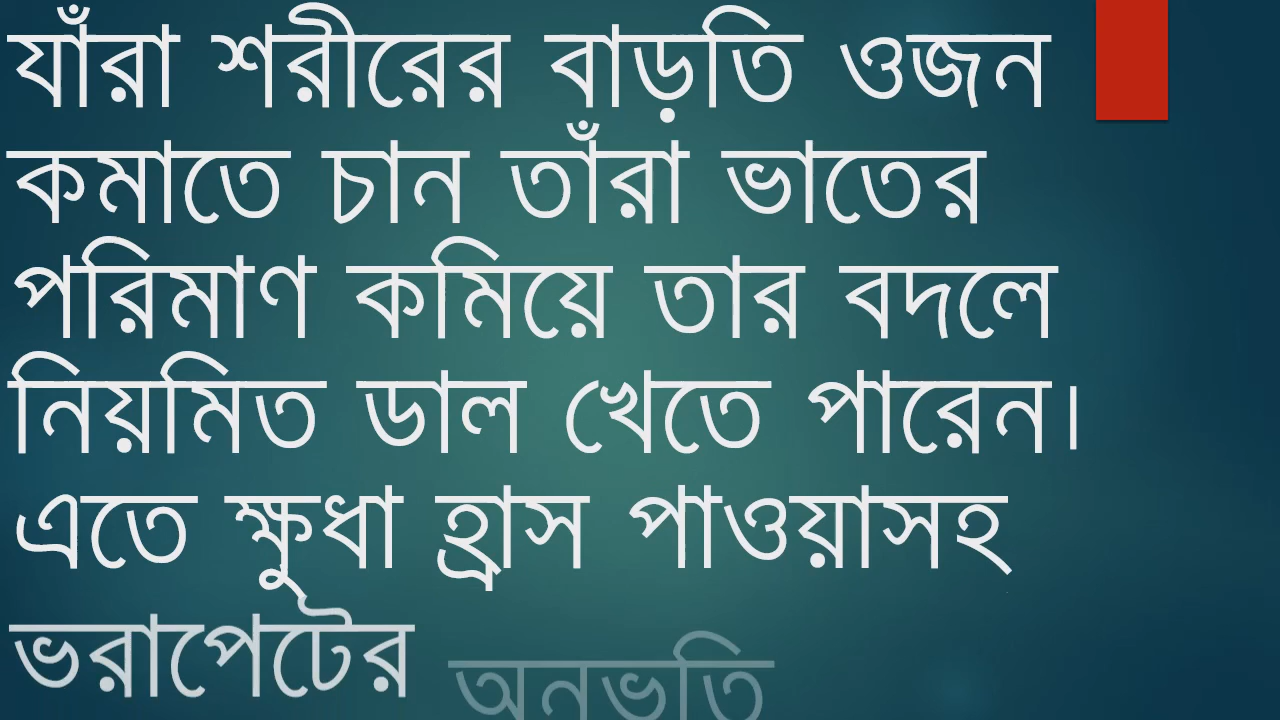 যাঁরা শরীরের বাড়তি ওজন
কমাতে চান তাঁরা ভাতের
পরিমাণ কমিয়ে তার বদলে
নিয়মিত ডাল খেতে পারেন।
এতে ক্ষুধা হ্রাস পাওয়াসহ
ভরাপেটের